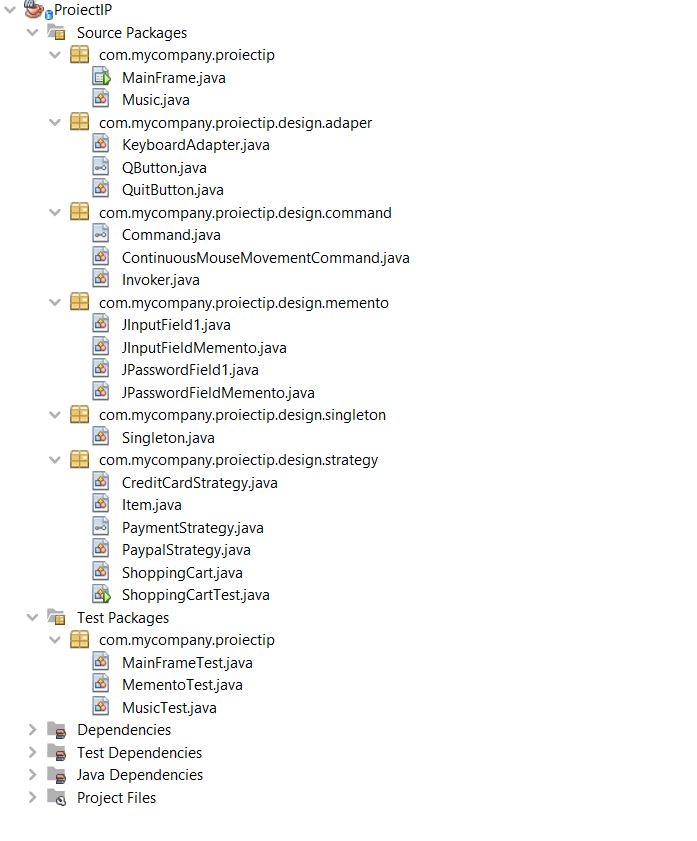 ProiectIP
Source Packages
com.mycompany.proiectip
MainFrame.java
Music.java
com.mycompany.proiectip.design.adaper
KeyboardAdapter.java
QButton.java
QuitButton.java
com.mycompany.proiectip.design.command
Command.java
ContinuousMouseMovementCommand.java
Invoker.java
com.mycompany.proiectip.design.memento
JInputField1.java
JInputFieldMemento.java
JPasswordField1.java
JPasswordFieldMemento.java
com.mycompany.proiectip.design.singleton
Singleton.java
com.mycompany.proiectip.design.strategy
CreditCardStrategy.java
Item.java
PaymentStrategy.java
PaypalStrategy.java
ShoppingCart.java
ShoppingCartTest.java
Test Packages
com.mycompany.proiectip
MainFrameTest.java
MementoTest.java
MusicTest.java
Dependencies
Test Dependencies
Java Dependencies
Project Files